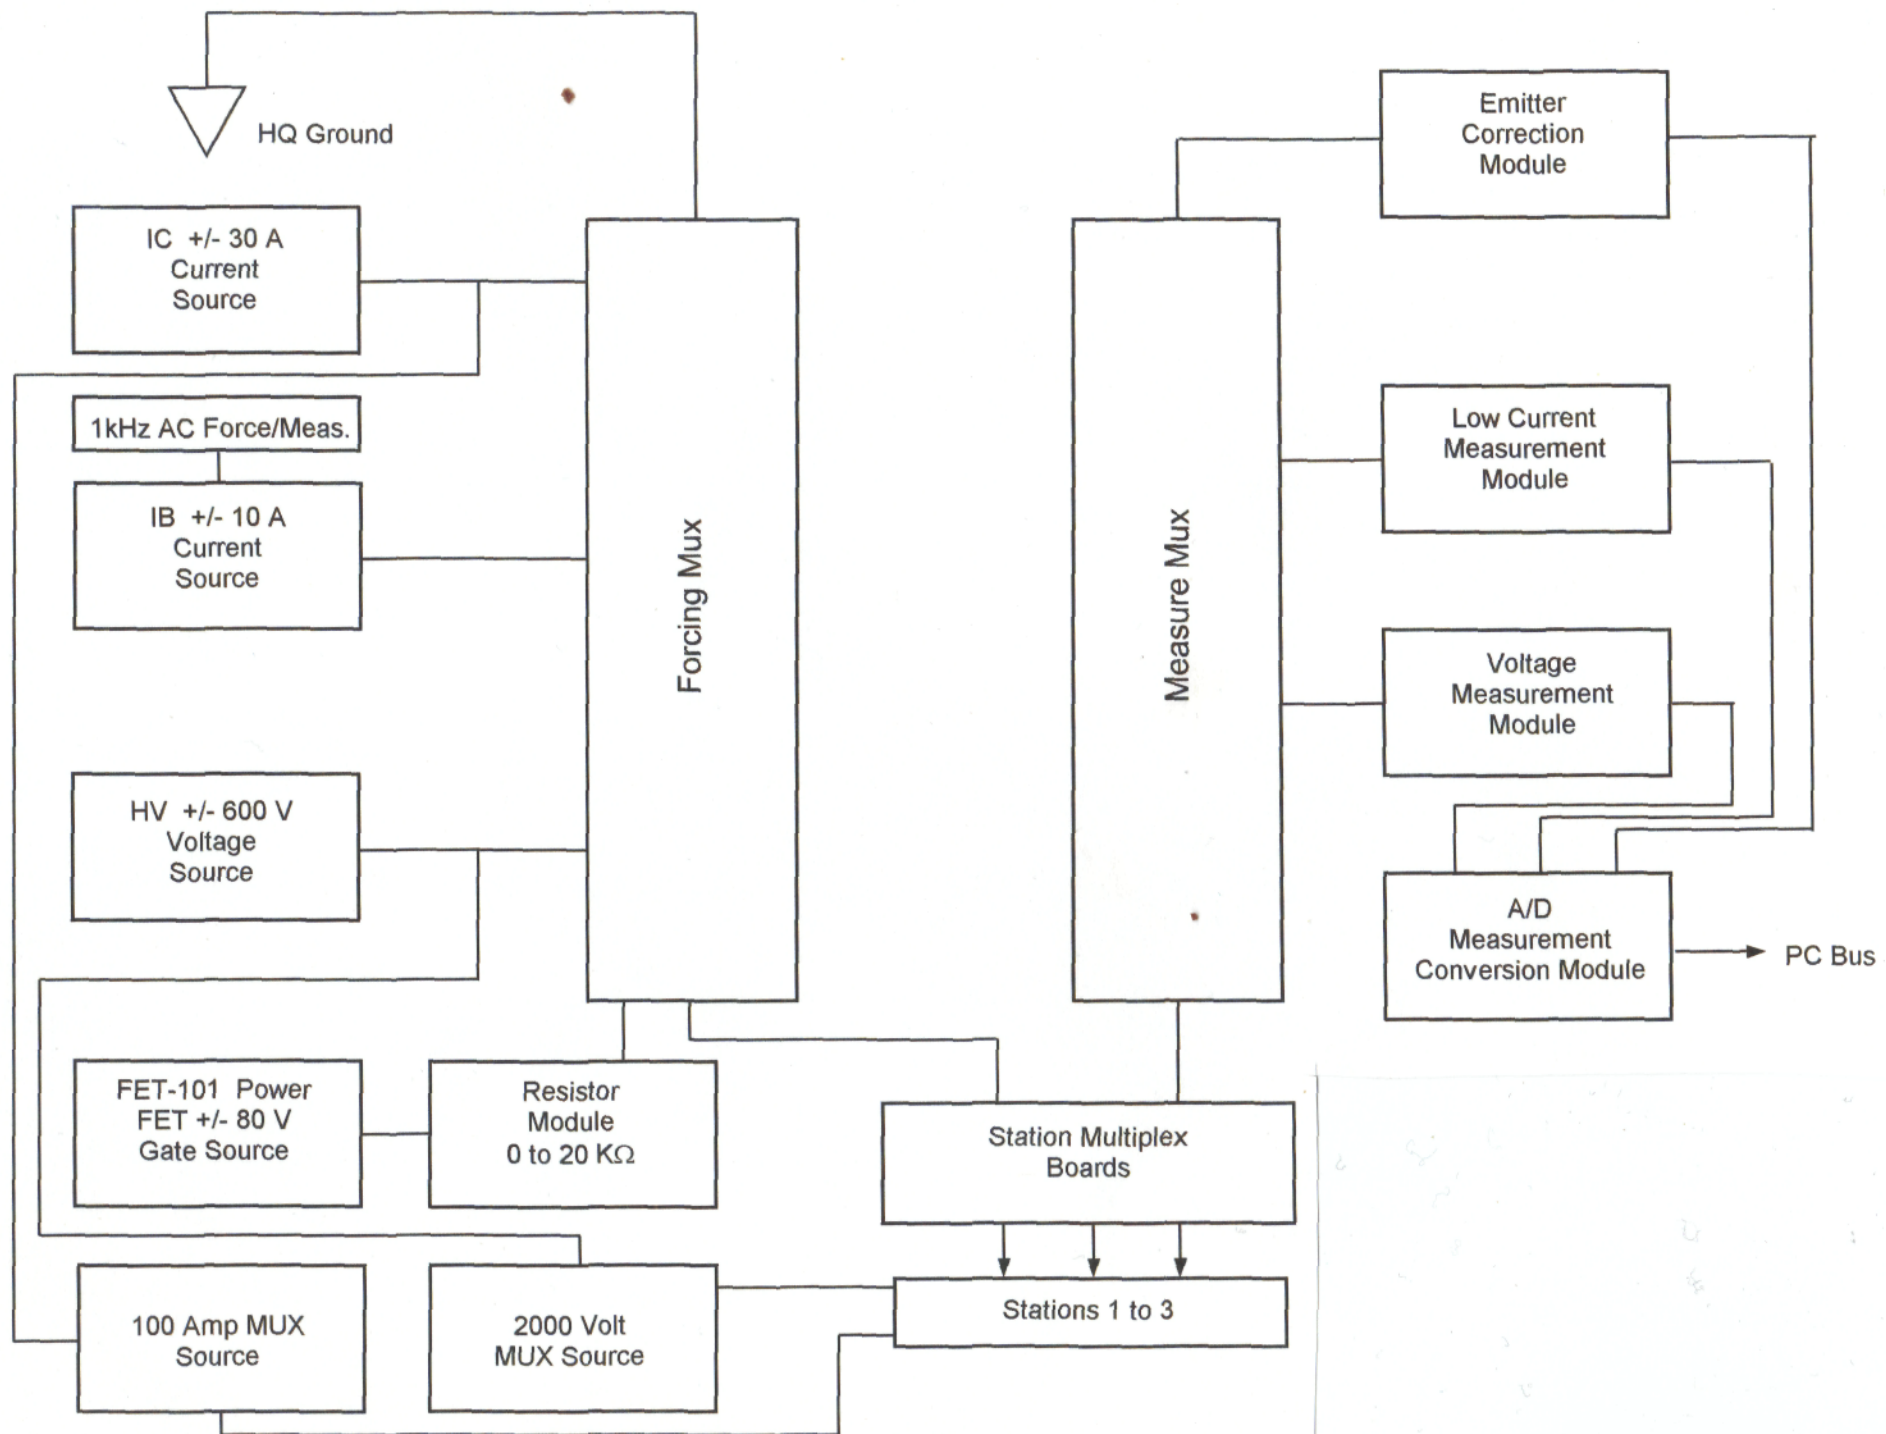 HQ Ground
IC +/- 30 A
Current
Source
1kHz AC Force/Meas.
IB +/- 10 A
Current
Source
HV +/- 600 V
Voltage
Source
FET-101 Power
FET +/- 80 V
Gate Source
Resistor
Module
0 to 20 KΩ
100 Amp MUX
Source
2000 Volt
MUX Source
Forcing Mux
Measure Mux
Station Multiplex
Boards
Stations 1 to 3
Emitter
Correction
Module
Low Current
Measurement
Module
Voltage
Measurement
Module
A/D
Measurement
Conversion Module
PC Bus